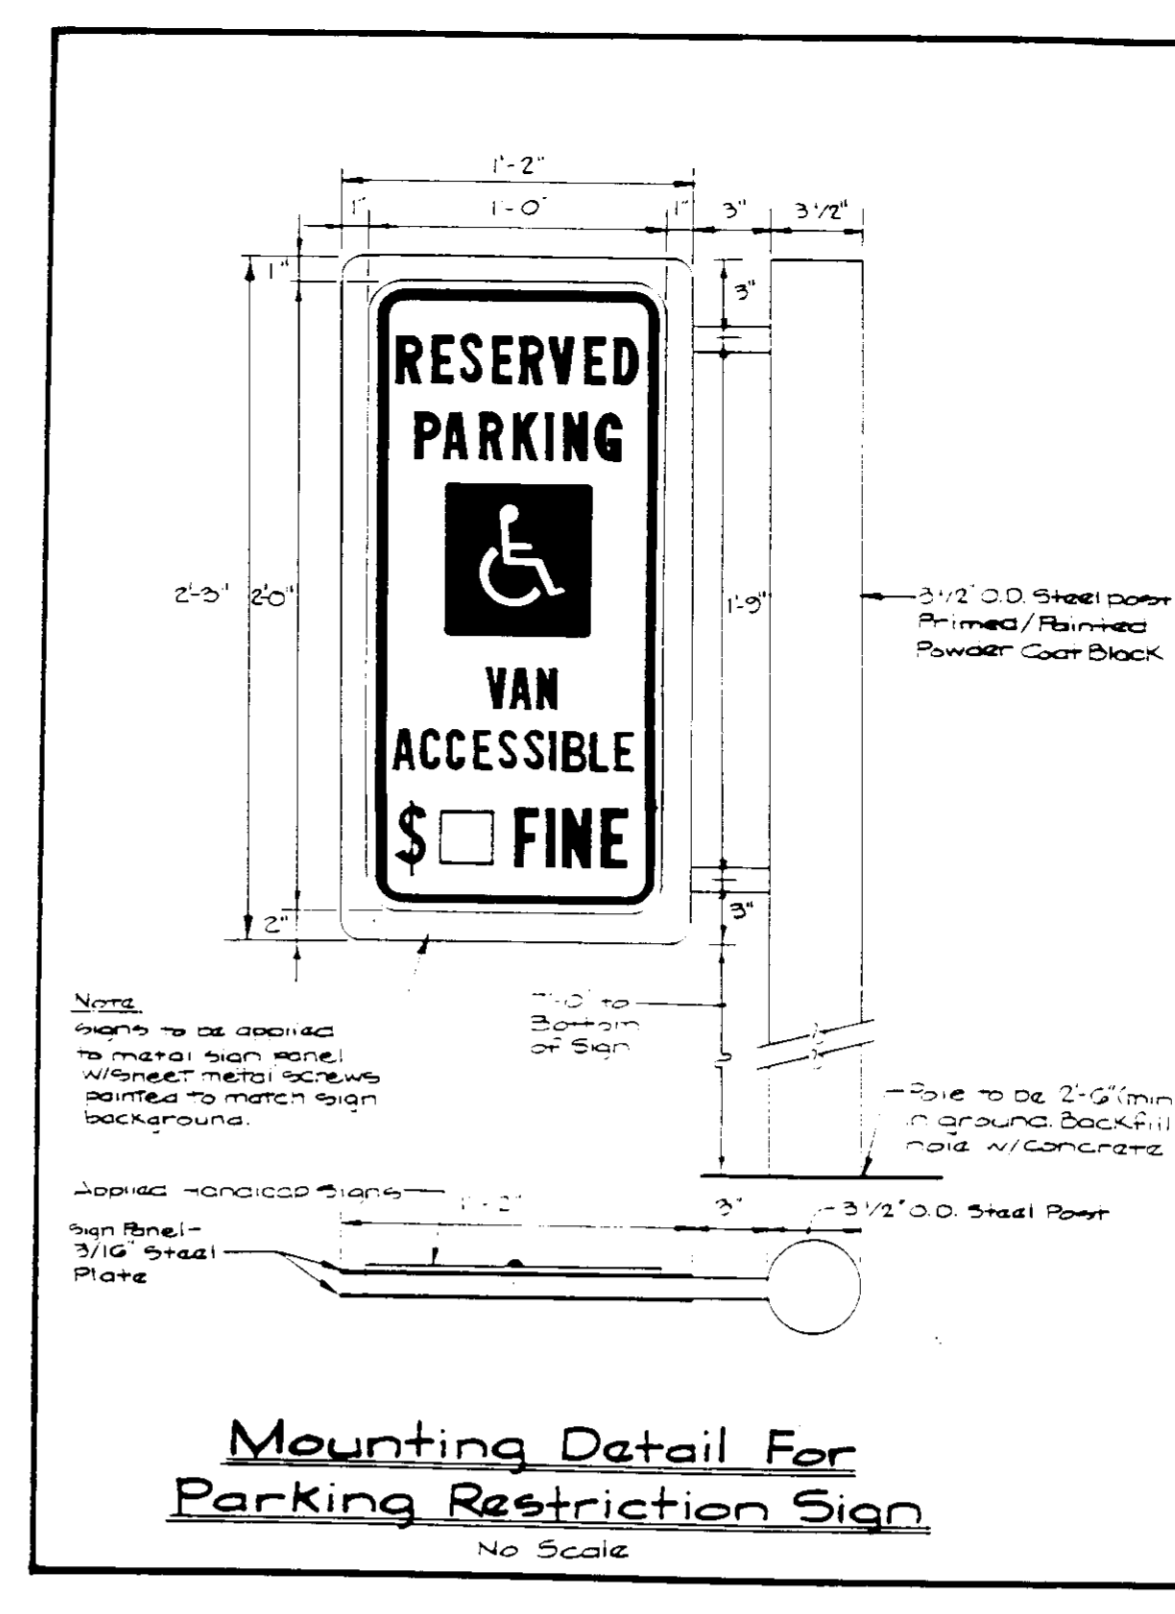 1'-2"
1" 1'-0" 1" 3" 3 1/2"
1"
3"
RESERVED
PARKING
2'-3" 2'-0" 1'-9"
3 1/2" O.D. Steel post
Primed/Painted
Powder Coat Black
VAN
ACCESSIBLE
$ FINE
2" 3"
Note
Signs to be applied
to metal sign panel
w/sheet metal screws
painted to match sign
background.
7'-0" to
Bottom
of Sign
Pole to be 2'-6" (min
in ground. Backfill
hole w/concrete
Applied Handicap Signs
1'-2" 3" 3 1/2" O.D. Steel Post
Sign Panel-
3/16" Steel
Plate
Mounting Detail For
Parking Restriction Sign
No Scale